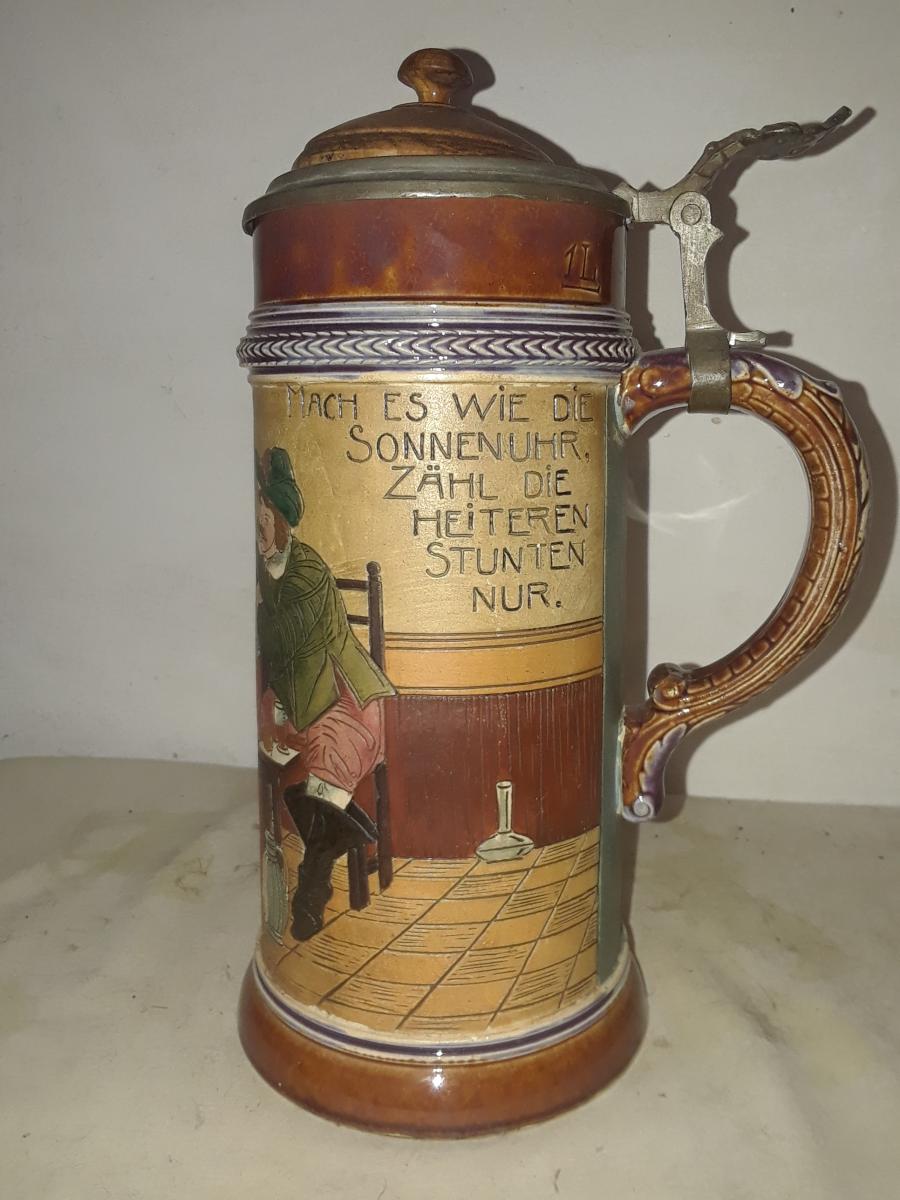 1L
MACH ES WIE DIE
SONNENUHR,
ZÄHL DIE
HEITEREN
STUNTEN
NUR.